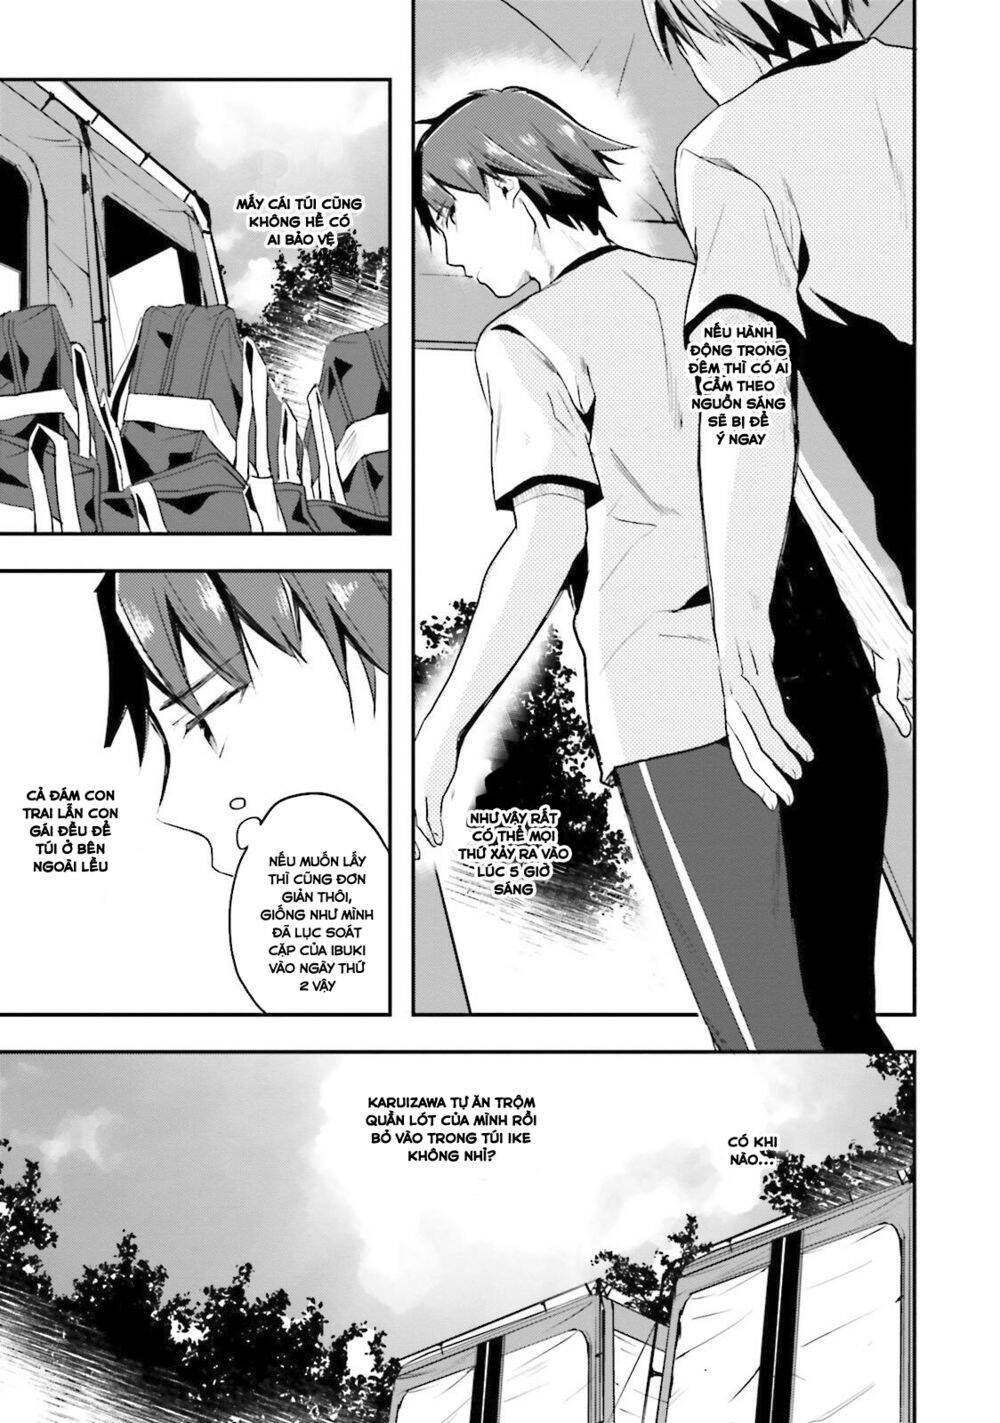 NẾU HÀNH
ĐỘNG TRONG
ĐÊM THÌ CÓ AI
CẦM THEO
NGUỒN SÁNG
SẼ BỊ ĐỂ
Ý NGAY
NHƯ VẬY RẤT
CÓ THỂ MỌI
THỨ XẢY RA VÀO
LÚC 5 GIỜ
SÁNG
MẤY CÁI TÚI CŨNG
KHÔNG HỀ CÓ
AI BẢO VỆ
NẾU MUỐN LẤY
THÌ CŨNG ĐƠN
GIẢN THÔI,
GIỐNG NHƯ MÌNH
ĐÃ LỤC SOÁT
CẶP CỦA IBUKI
VÀO NGÀY THỨ
2 VẬY
CẢ ĐÁM CON
TRAI LẪN CON
GÁI ĐỀU ĐỂ
TÚI Ở BÊN
NGOÀI LỀU
CÓ KHI
NÀO...
KARUIZAWA TỰ ĂN TRỘM
QUẦN LÓT CỦA MÌNH RỒI
BỎ VÀO TRONG TÚI IKE
KHÔNG NHỈ?